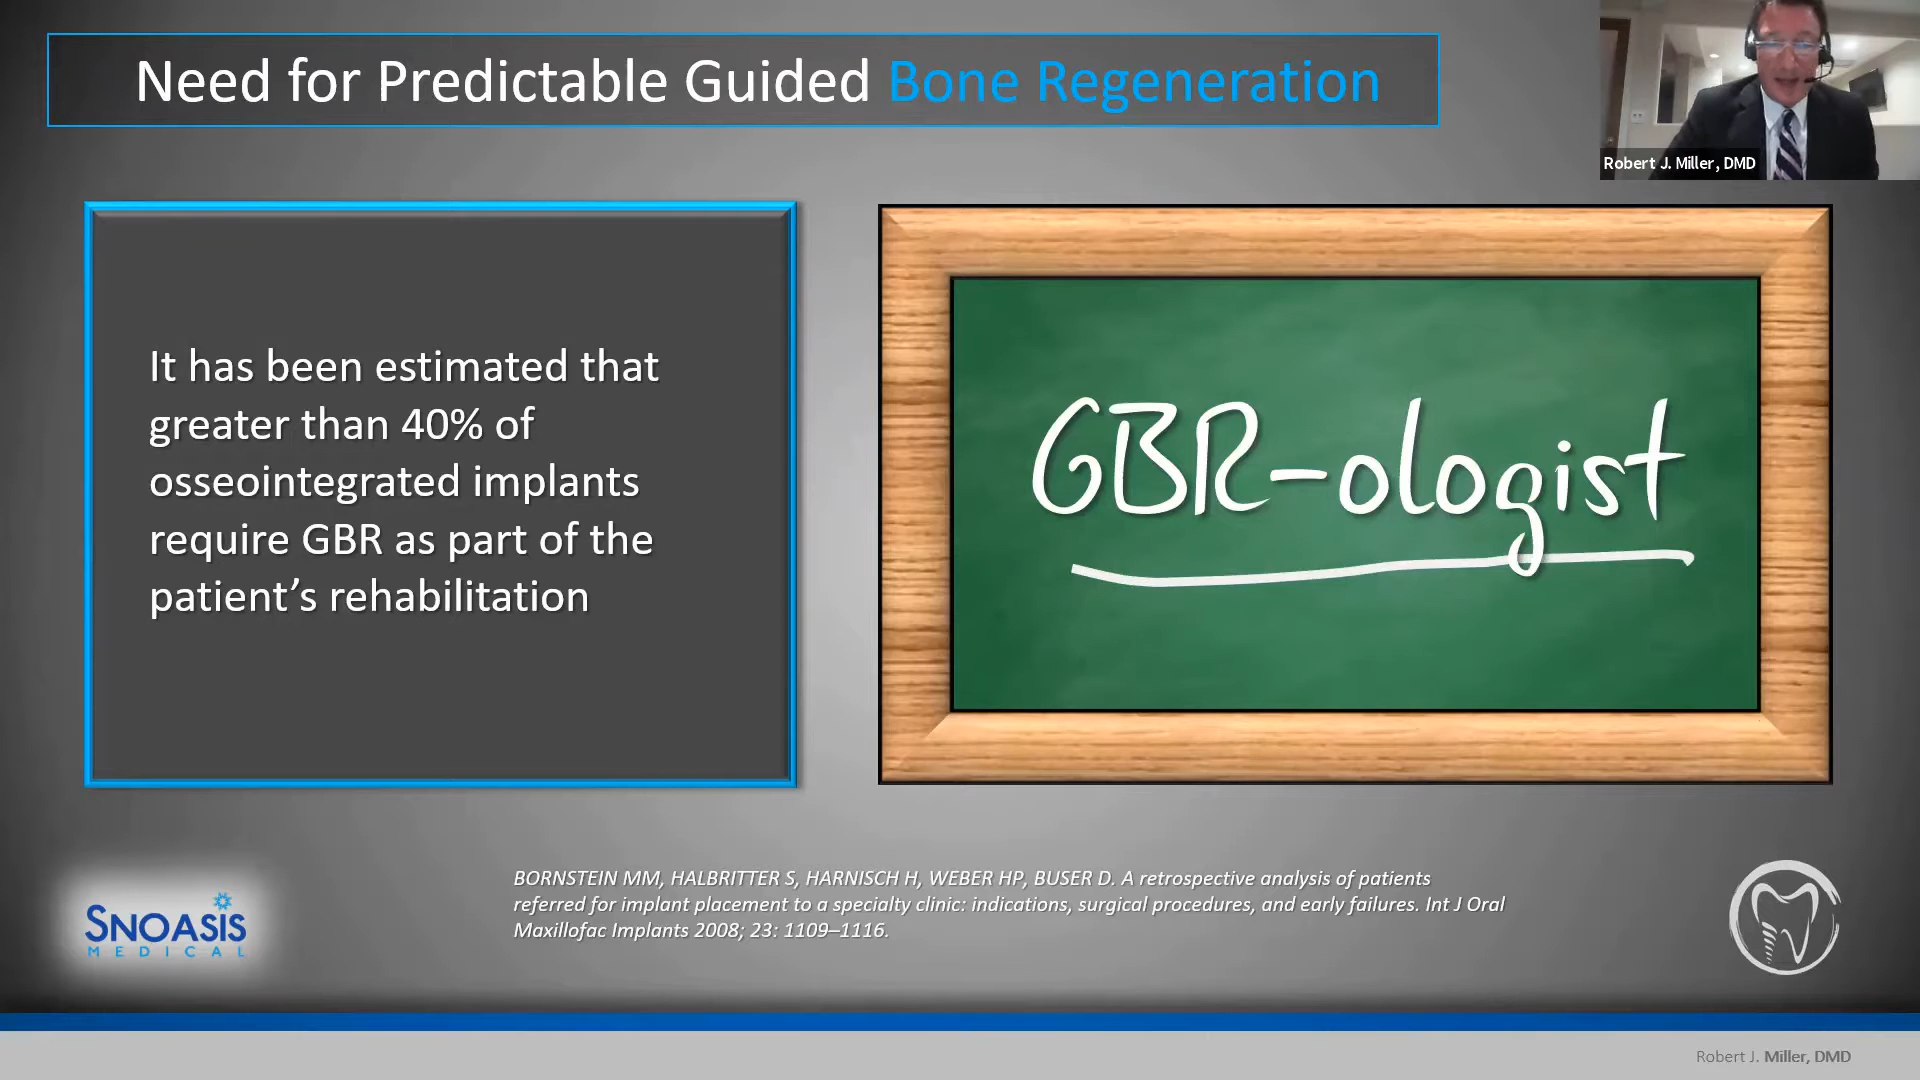 Need for Predictable Guided Bone Regeneration
Robert J. Miller, DMD
It has been estimated that
greater than 40% of
osseointegrated implants
require GBR as part of the
patient’s rehabilitation
GBR-ologist
SNOASIS
MEDICAL
BORNSTEIN MM, HALBRITTER S, HARNISCH H, WEBER HP, BUSER D. A retrospective analysis of patients
referred for implant placement to a specialty clinic: indications, surgical procedures, and early failures. Int J Oral
Maxillofac Implants 2008; 23: 1109–1116.
Robert J. Miller, DMD